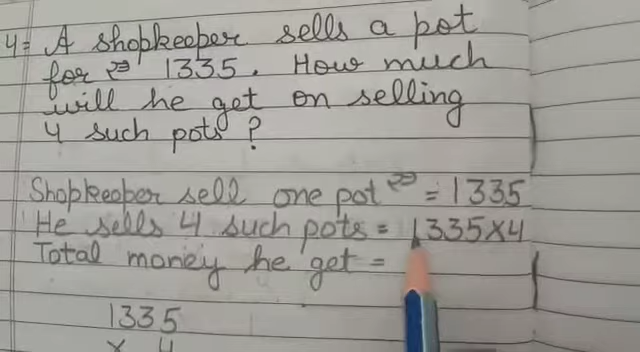 4= A shopkeeper sells a pot
for ₹ 1335. How much
will he get on selling
4 such pots?
Shopkeeper sell one pot ₹ = 1335
He sells 4 such pots = 1335×4
Total money he get =
1335
× 4